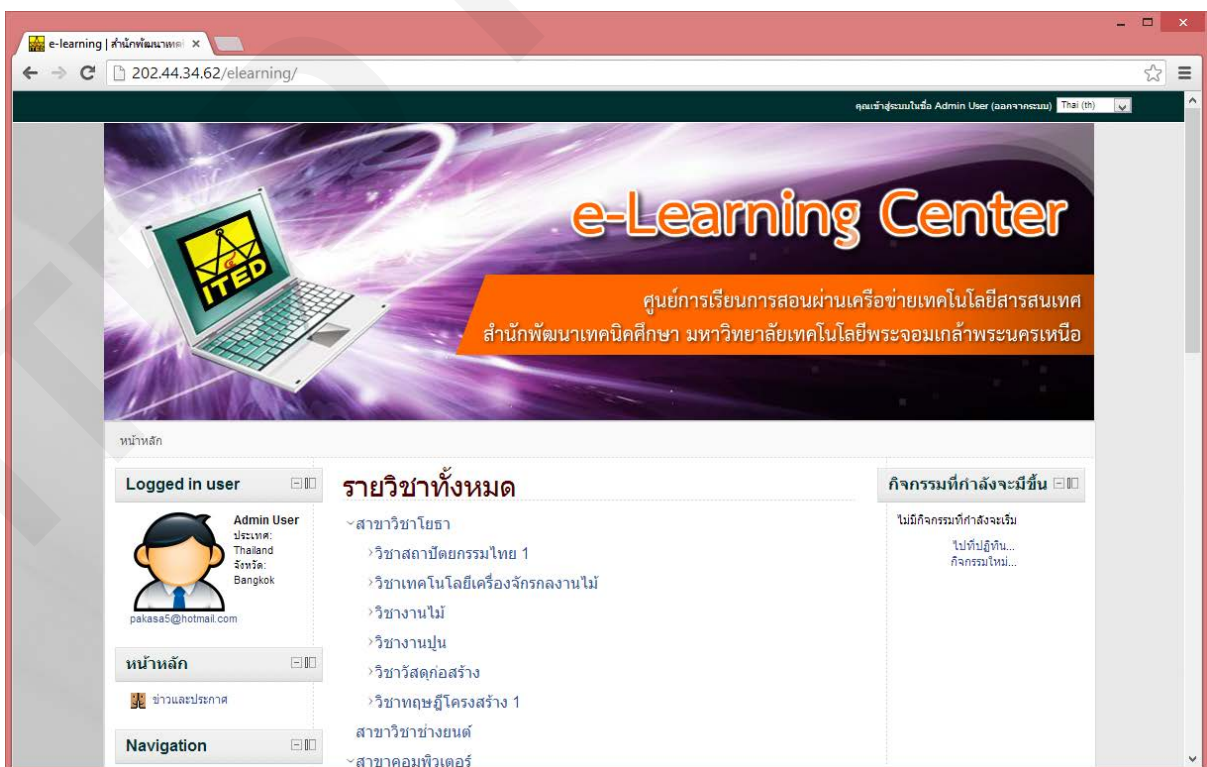 e-learning | สำนักพัฒนาเทคโ
202.44.34.62/elearning/
คุณเข้าสู่ระบบในชื่อ Admin User (ออกจากระบบ) Thai (th)
e-Learning Center
ITED
ศูนย์การเรียนการสอนผ่านเครือข่ายเทคโนโลยีสารสนเทศ
สำนักพัฒนาเทคนิคศึกษา มหาวิทยาลัยเทคโนโลยีพระจอมเกล้าพระนครเหนือ
หน้าหลัก
Logged in user
Admin User
ประเทศ:
Thailand
จังหวัด:
Bangkok
pakasa5@hotmail.com
หน้าหลัก
ข่าวและประกาศ
Navigation
รายวิชาทั้งหมด
สาขาวิชาโยธา
วิชาสถาปัตยกรรมไทย 1
วิชาเทคโนโลยีเครื่องจักรกลงานไม้
วิชางานไม้
วิชางานปูน
วิชาวัสดุก่อสร้าง
วิชาทฤษฎีโครงสร้าง 1
สาขาวิชาช่างยนต์
สาขาคอมพิวเตอร์
กิจกรรมที่กำลังจะมีขึ้น
ไม่มีกิจกรรมที่กำลังจะเริ่ม
ไปที่ปฏิทิน...
กิจกรรมใหม่...